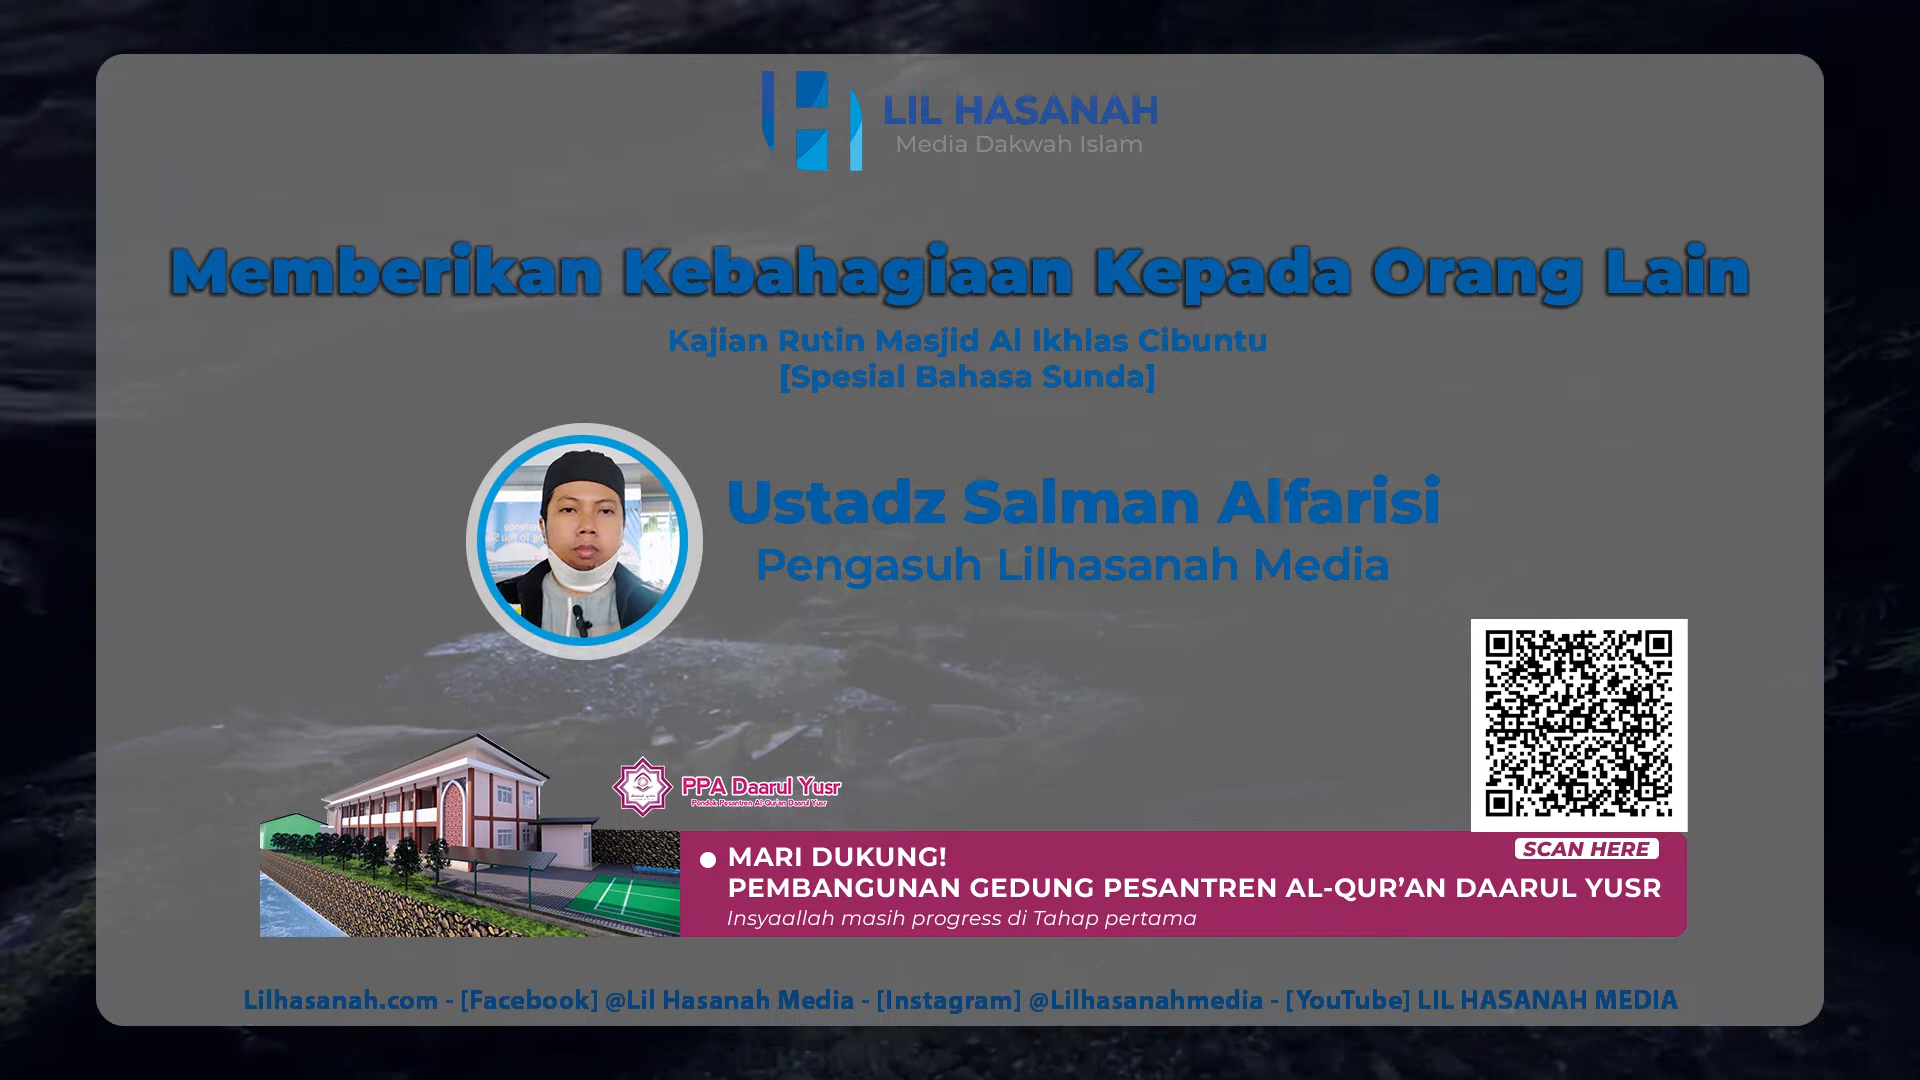 LIL HASANAH
Media Dakwah Islam
Memberikan Kebahagiaan Kepada Orang Lain
Kajian Rutin Masjid Al Ikhlas Cibuntu
[Spesial Bahasa Sunda]
Ustadz Salman Alfarisi
Pengasuh Lilhasanah Media
PPA Daarul Yusr
Pondok Pesantren Al-Qur'an Daarul Yusr
SCAN HERE
MARI DUKUNG!
PEMBANGUNAN GEDUNG PESANTREN AL-QUR’AN DAARUL YUSR
Insyaallah masih progress di Tahap pertama
Lilhasanah.com - [Facebook] @Lil Hasanah Media - [Instagram] @Lilhasanahmedia - [YouTube] LIL HASANAH MEDIA